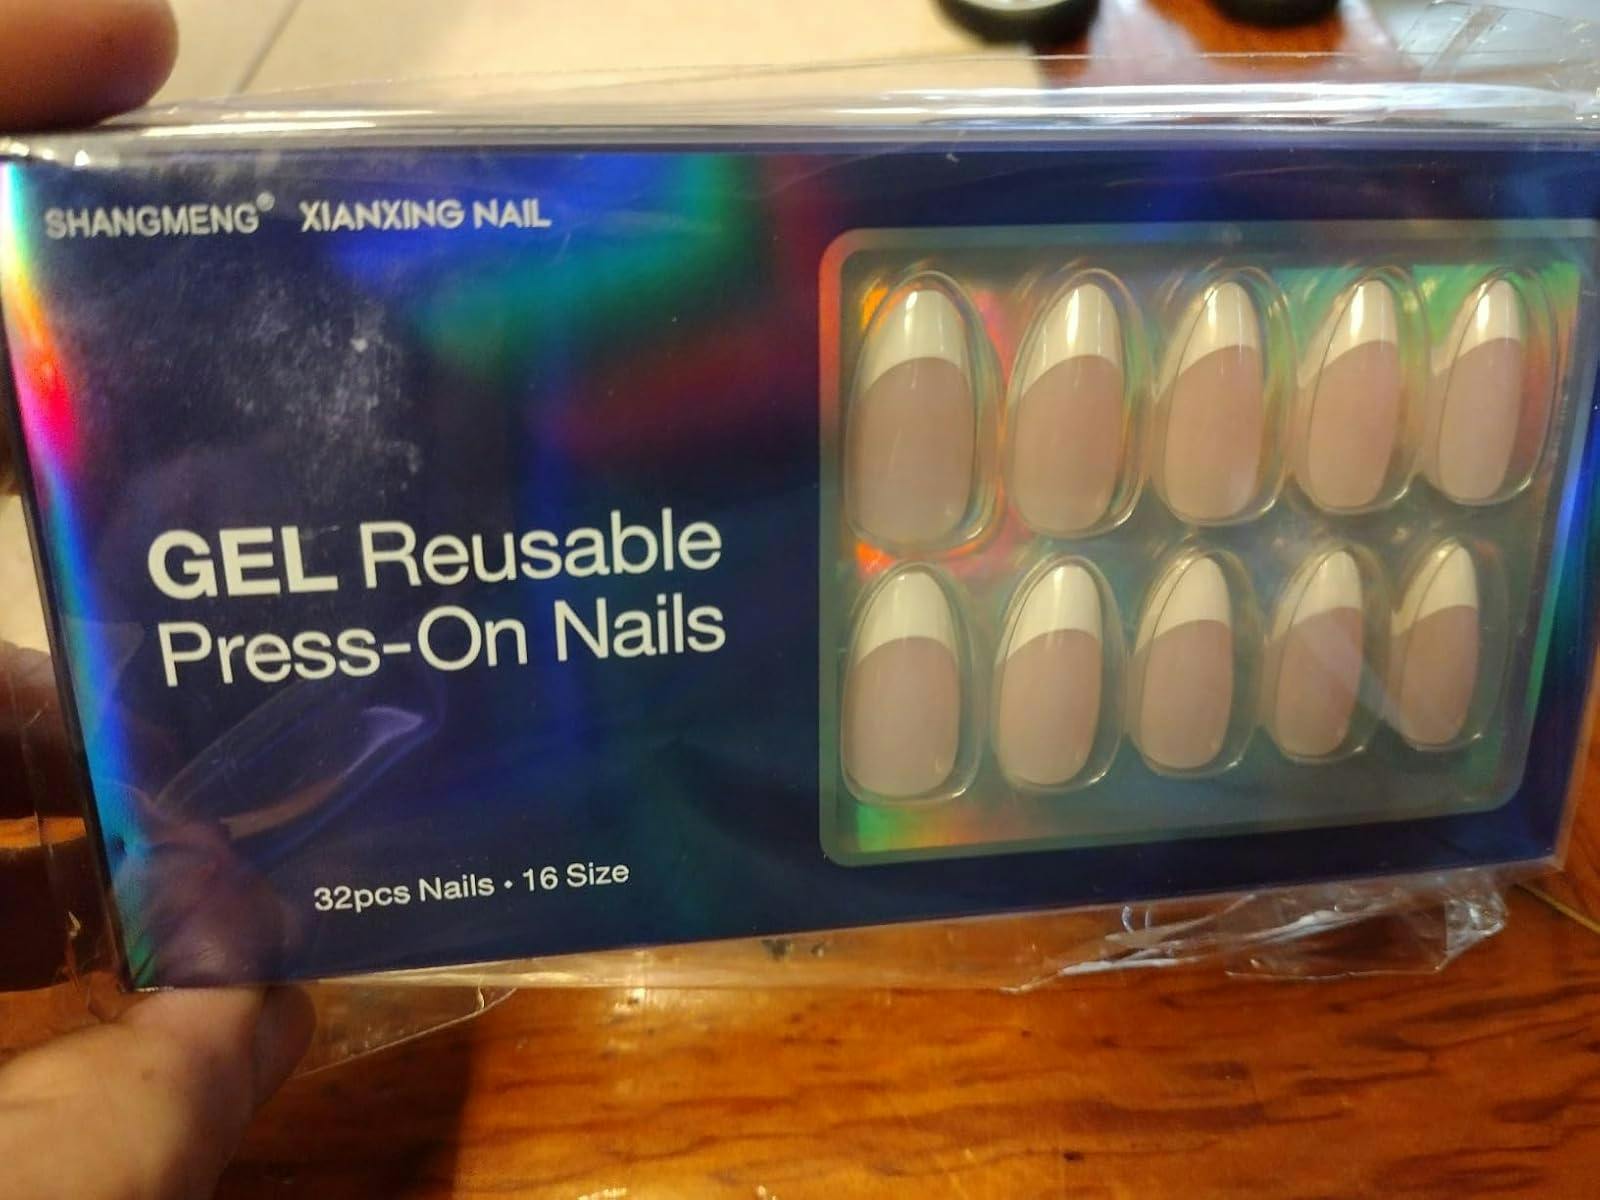 SHANGMENG® XIANXING NAIL
GEL Reusable
Press-On Nails
32pcs Nails • 16 Size